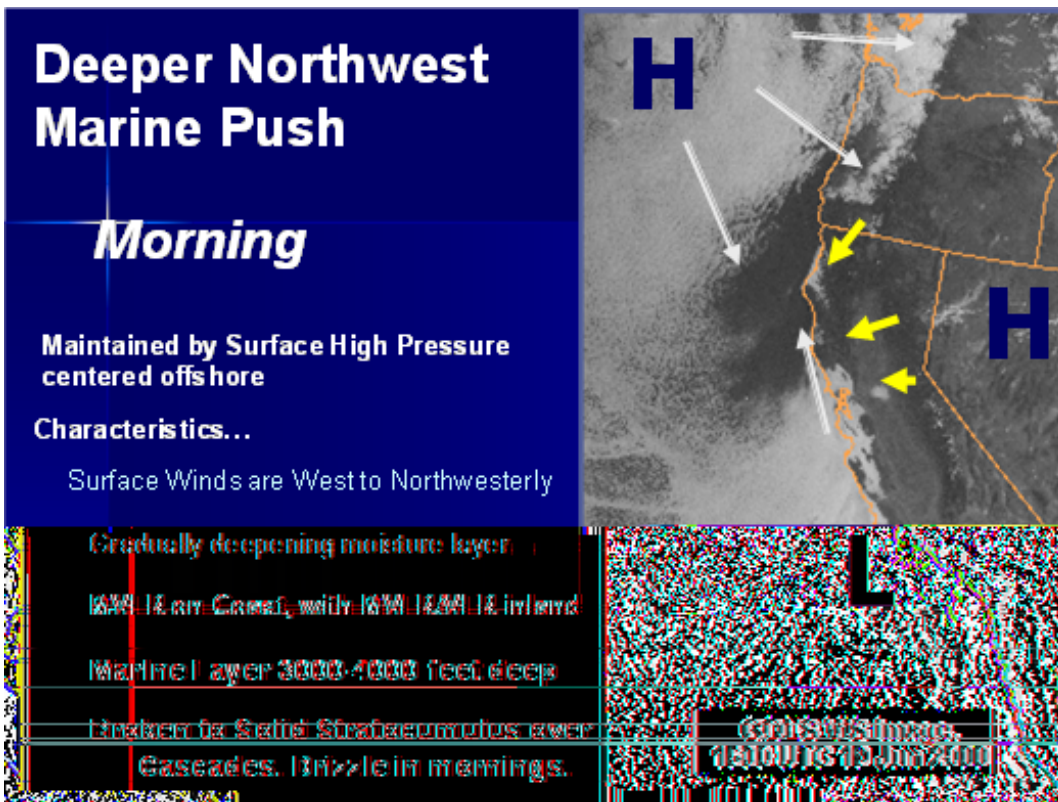 Deeper Northwest
Marine Push
Morning
Maintained by Surface High Pressure
centered offshore
Characteristics...
Surface Winds are West to Northwesterly
Gradually deepening moisture layer
on Coast, with inland
Marine Layer 3000-4000 feet deep
Broken to Solid Stratocumulus over
Cascades. Drizzle in mornings.
H
H
L